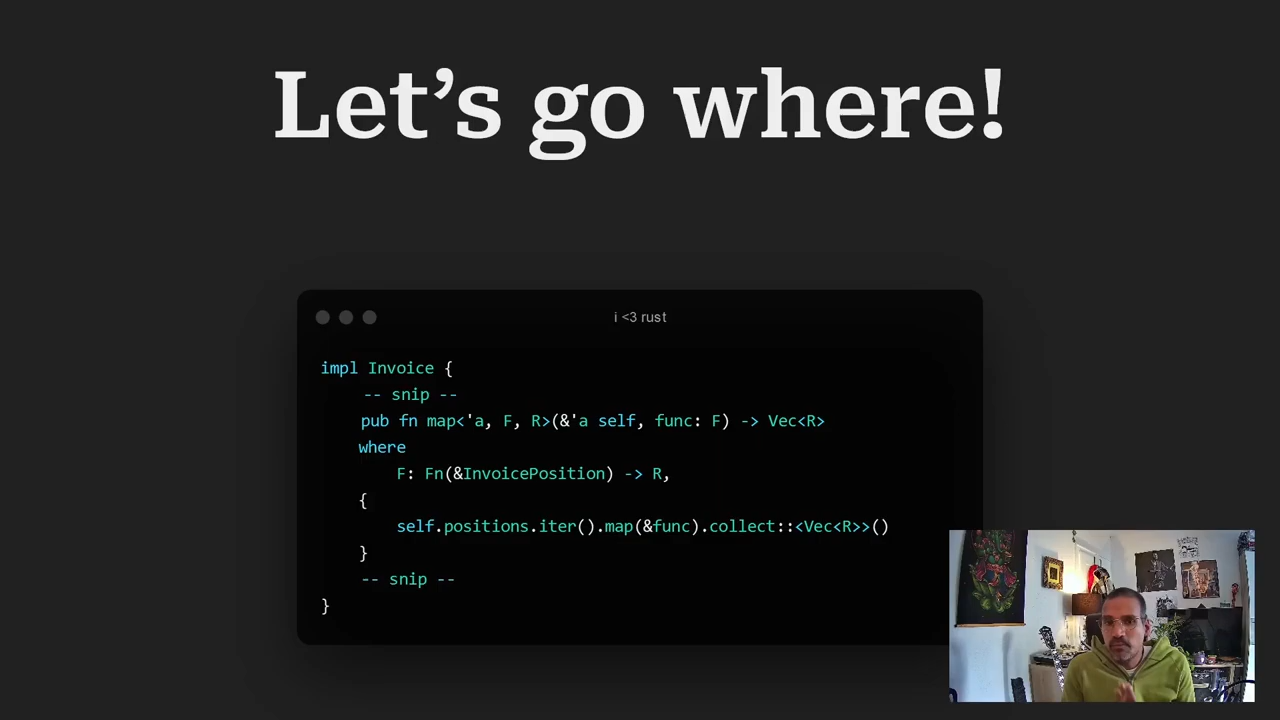 Let’s go where!
i <3 rust
impl Invoice {
    -- snip --
    pub fn map<'a, F, R>(&'a self, func: F) -> Vec<R>
    where
        F: Fn(&InvoicePosition) -> R,
    {
        self.positions.iter().map(&func).collect::<Vec<R>>()
    }
    -- snip --
}